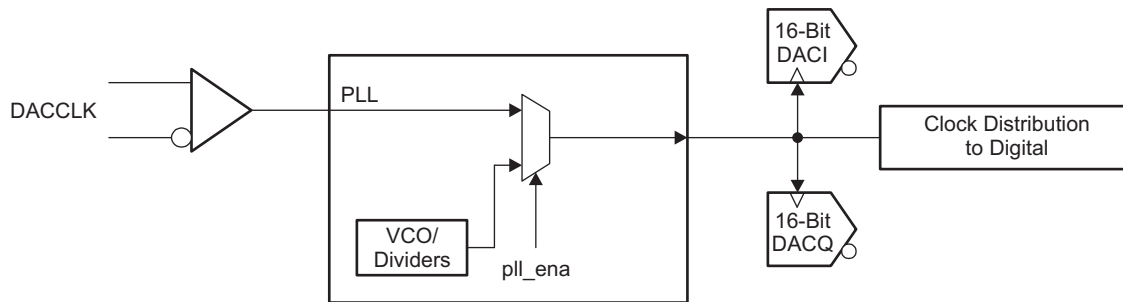 16-Bit
DACI
DACCLK
PLL
Clock Distribution
to Digital
VCO/
Dividers
pll_ena
16-Bit
DACQ